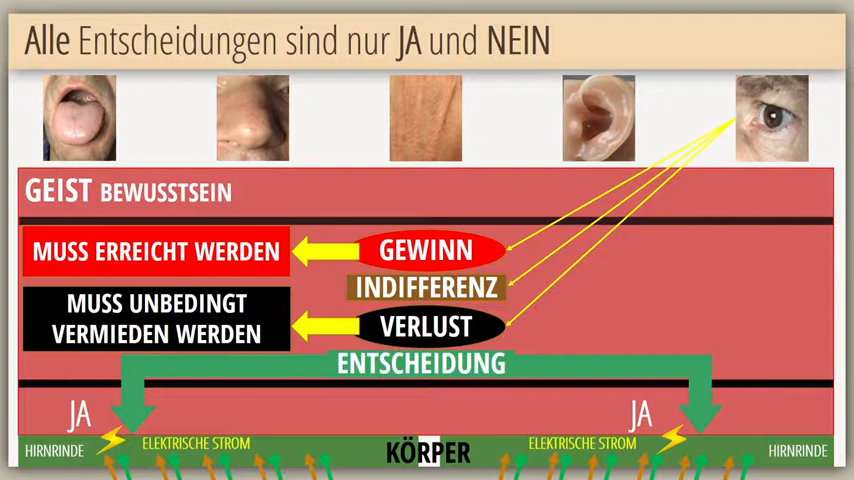 Alle Entscheidungen sind nur JA und NEIN
GEIST BEWUSSTSEIN
MUSS ERREICHT WERDEN
GEWINN
INDIFFERENZ
MUSS UNBEDINGT
VERMIEDEN WERDEN
VERLUST
ENTSCHEIDUNG
JA
JA
HIRNRINDE
ELEKTRISCHE STROM
KÖRPER
ELEKTRISCHE STROM
HIRNRINDE